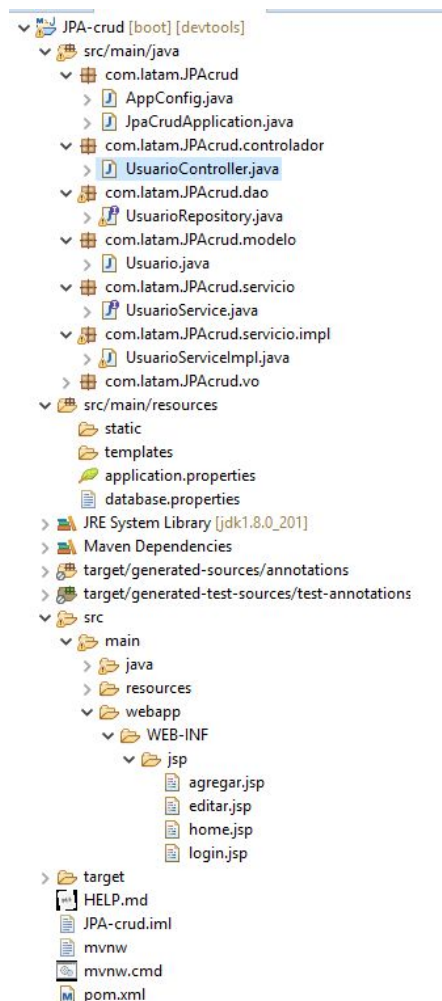 JPA-crud [boot] [devtools]
src/main/java
com.latam.JPAcrud
AppConfig.java
JpaCrudApplication.java
com.latam.JPAcrud.controlador
UsuarioController.java
com.latam.JPAcrud.dao
UsuarioRepository.java
com.latam.JPAcrud.modelo
Usuario.java
com.latam.JPAcrud.servicio
UsuarioService.java
com.latam.JPAcrud.servicio.impl
UsuarioServiceImpl.java
com.latam.JPAcrud.vo
src/main/resources
static
templates
application.properties
database.properties
JRE System Library [jdk1.8.0_201]
Maven Dependencies
target/generated-sources/annotations
target/generated-test-sources/test-annotations
src
main
java
resources
webapp
WEB-INF
jsp
agregar.jsp
editar.jsp
home.jsp
login.jsp
target
HELP.md
JPA-crud.iml
mvnw
mvnw.cmd
pom.xml